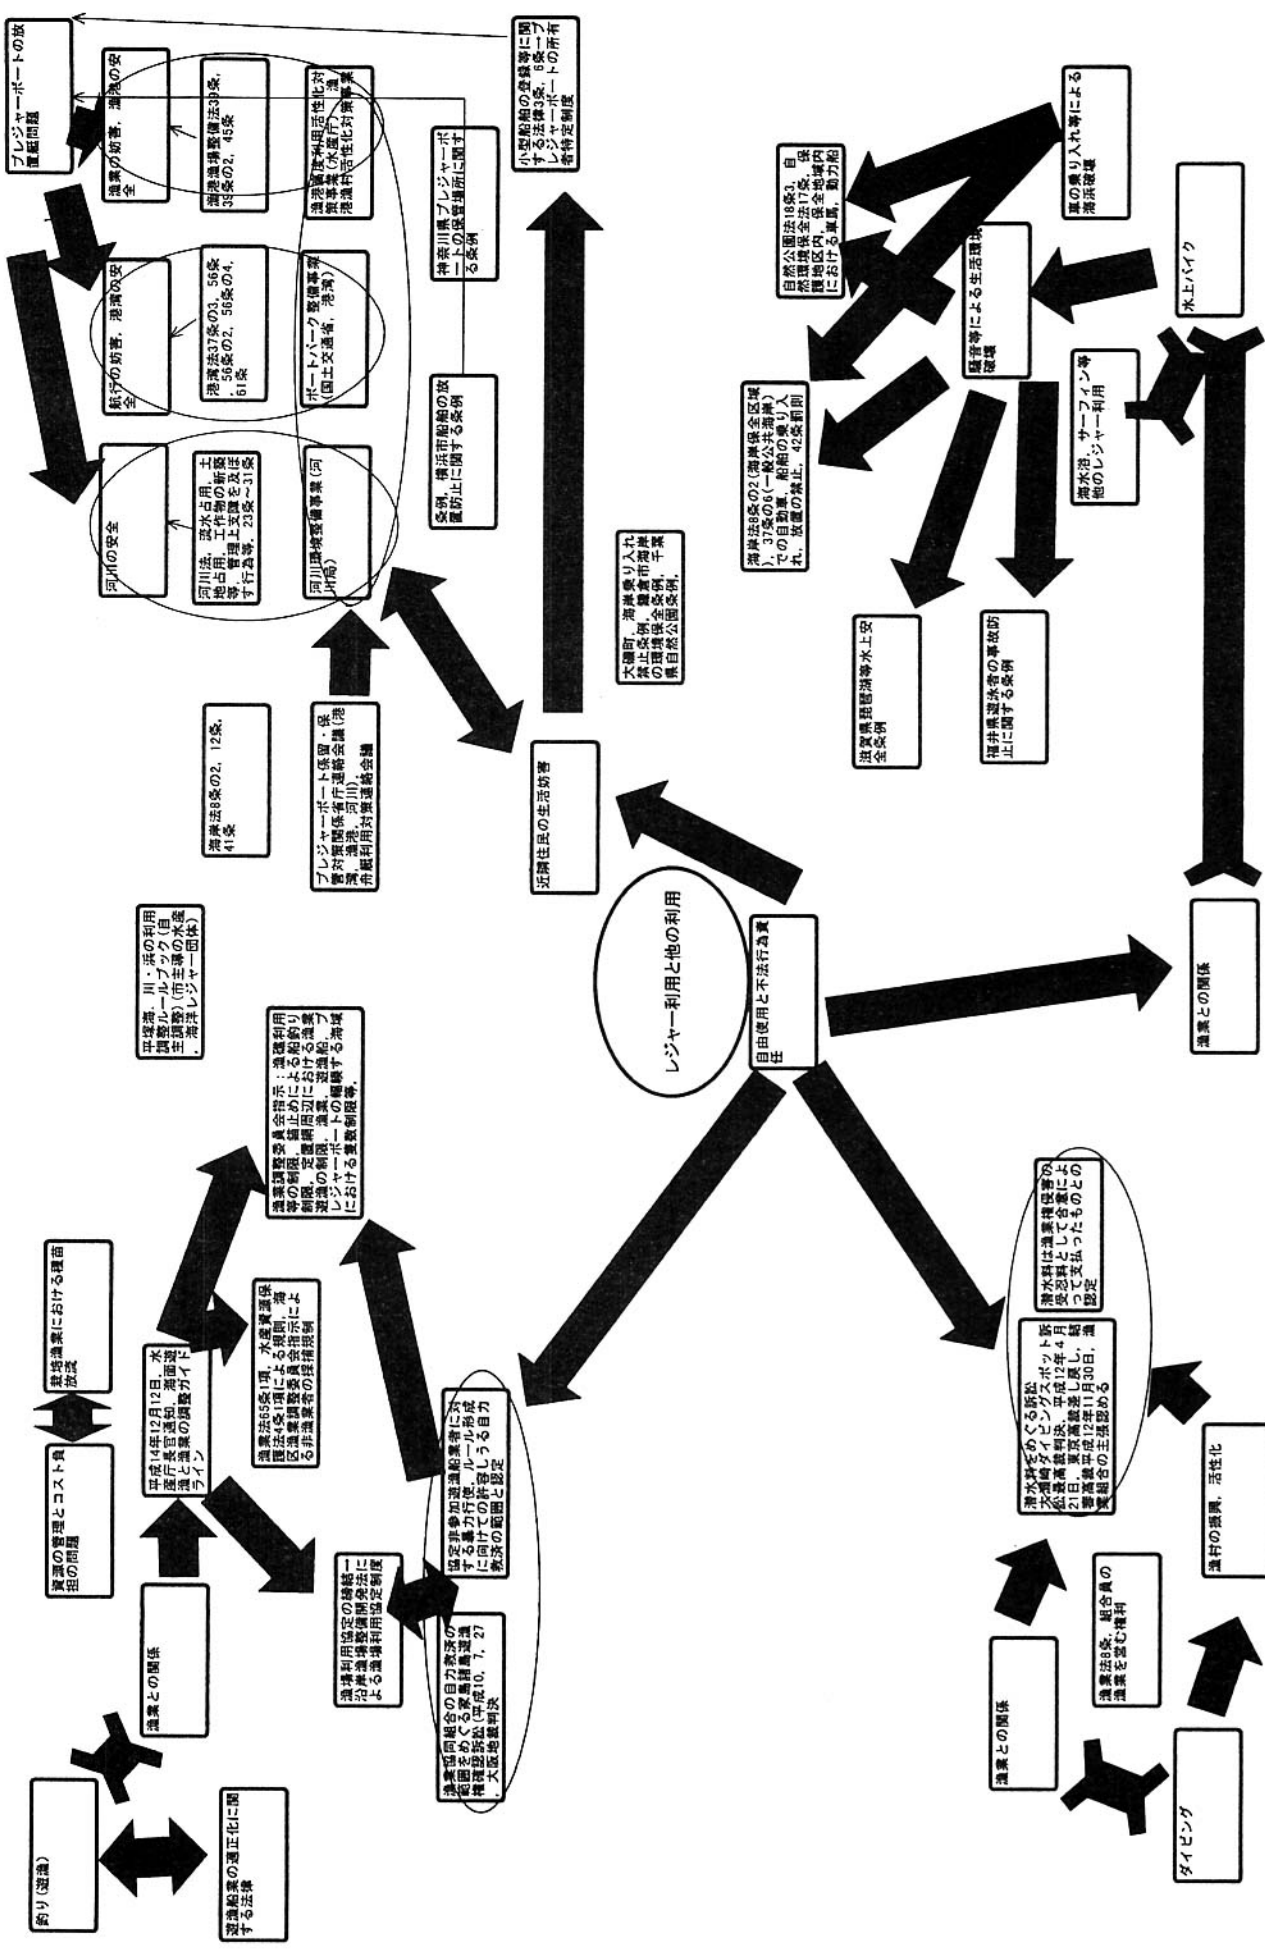 釣り(遊漁)
遊漁船業の適正化に関
する法律
漁業との関係
資源の管理とコスト負
担の問題
栽培漁業における種苗
放流
平成14年12月12日, 水
産庁長官通知, 海面遊
漁と漁業の調整ガイド
ライン
漁業法65条1項, 水産資源保
護法4条1項による規則, 海
区漁業調整委員会指示によ
る非漁業者の採捕規制
漁業調整委員会指示：漁礁利用
等の制限, 錨止めによる船釣り
制限, 定置網周辺における漁業
遊漁の制限, 漁業, 遊漁船, プ
レジャーボートの輻輳する海域
における隻数制限等,
平塚海, 川・浜の利用
調整ルールブック(自
主調整)(市主導の水産
, 海洋レジャー団体)
漁場利用協定の締結ー
沿岸漁場整備開発法に
よる漁場利用協定制度
漁業協同組合の自力救済の
範囲をめぐる家島諸島遊漁
権確認訴訟(平成10, 7, 27
, 大阪地裁判決
協定非参加遊漁船業者に対
する暴力行使, ルール形成
に向けての許容しうる自力
救済の範囲と認定
レジャー利用と他の利用
自由使用と不法行為責
任
近隣住民の生活妨害
海岸法8条の2, 12条,
41条
プレジャーボート係留・保
管対策関係省庁連絡会議(港
湾, 漁港, 河川),
舟艇利用対策連絡会議
河川の安全
河川法, 流水占用, 土
地占用, 工作物の新築
等, 管理上支障を及ぼ
す行為等, 23条～31条
河川環境整備事業(河
川局)
航行の妨害, 港湾の安
全
港湾法37条の3, 56条
, 56条の2, 56条の4,
61条
ボートパーク整備事業
(国土交通省, 港湾)
プレジャーボートの放
置艇問題
漁業の妨害, 漁港の安
全
漁港漁場整備法39条,
39条の2, 45条
漁港高度利用活性化対
策事業(水産庁), 漁
港漁村活性化対策事業
条例, 横浜市船舶の放
置防止に関する条例
神奈川県プレジャーボ
ートの保管場所に関す
る条例
小型船舶の登録等に関
する法律3条, 6条ープ
レジャーボートの所有
者特定制度
大磯町, 海岸乗り入れ
禁止条例, 鎌倉市海岸
の環境保全条例, 千葉
県自然公園条例,
海岸法8条の2(海岸保全区域
), 37条の6(一般公共海岸)
での自動車, 船舶の乗り入
れ, 放置の禁止, 42条罰則
自然公園法18条3, 自
然環境保全法17条, 保
護地区内, 保全地域内
における車馬, 動力船
滋賀県琵琶湖等水上安
全条例
福井県遊泳者の事故防
止に関する条例
騒音等による生活環境
破壊
車の乗り入れ等による
海浜破壊
海水浴, サーフィン等
他のレジャー利用
水上バイク
漁業との関係
潜水料をめぐる訴訟
大瀬崎ダイビングスポット訴
訟最高裁判決, 平成12年4月
21日, 東京高裁差し戻し, 結
審高裁平成12年11月30日, 漁
業組合の主張認める
潜水料は漁業権侵害の
受忍料として合意によ
って支払ったものとの
認定
漁業との関係
漁業法8条, 組合員の
漁業を営む権利
ダイビング
漁村の振興, 活性化